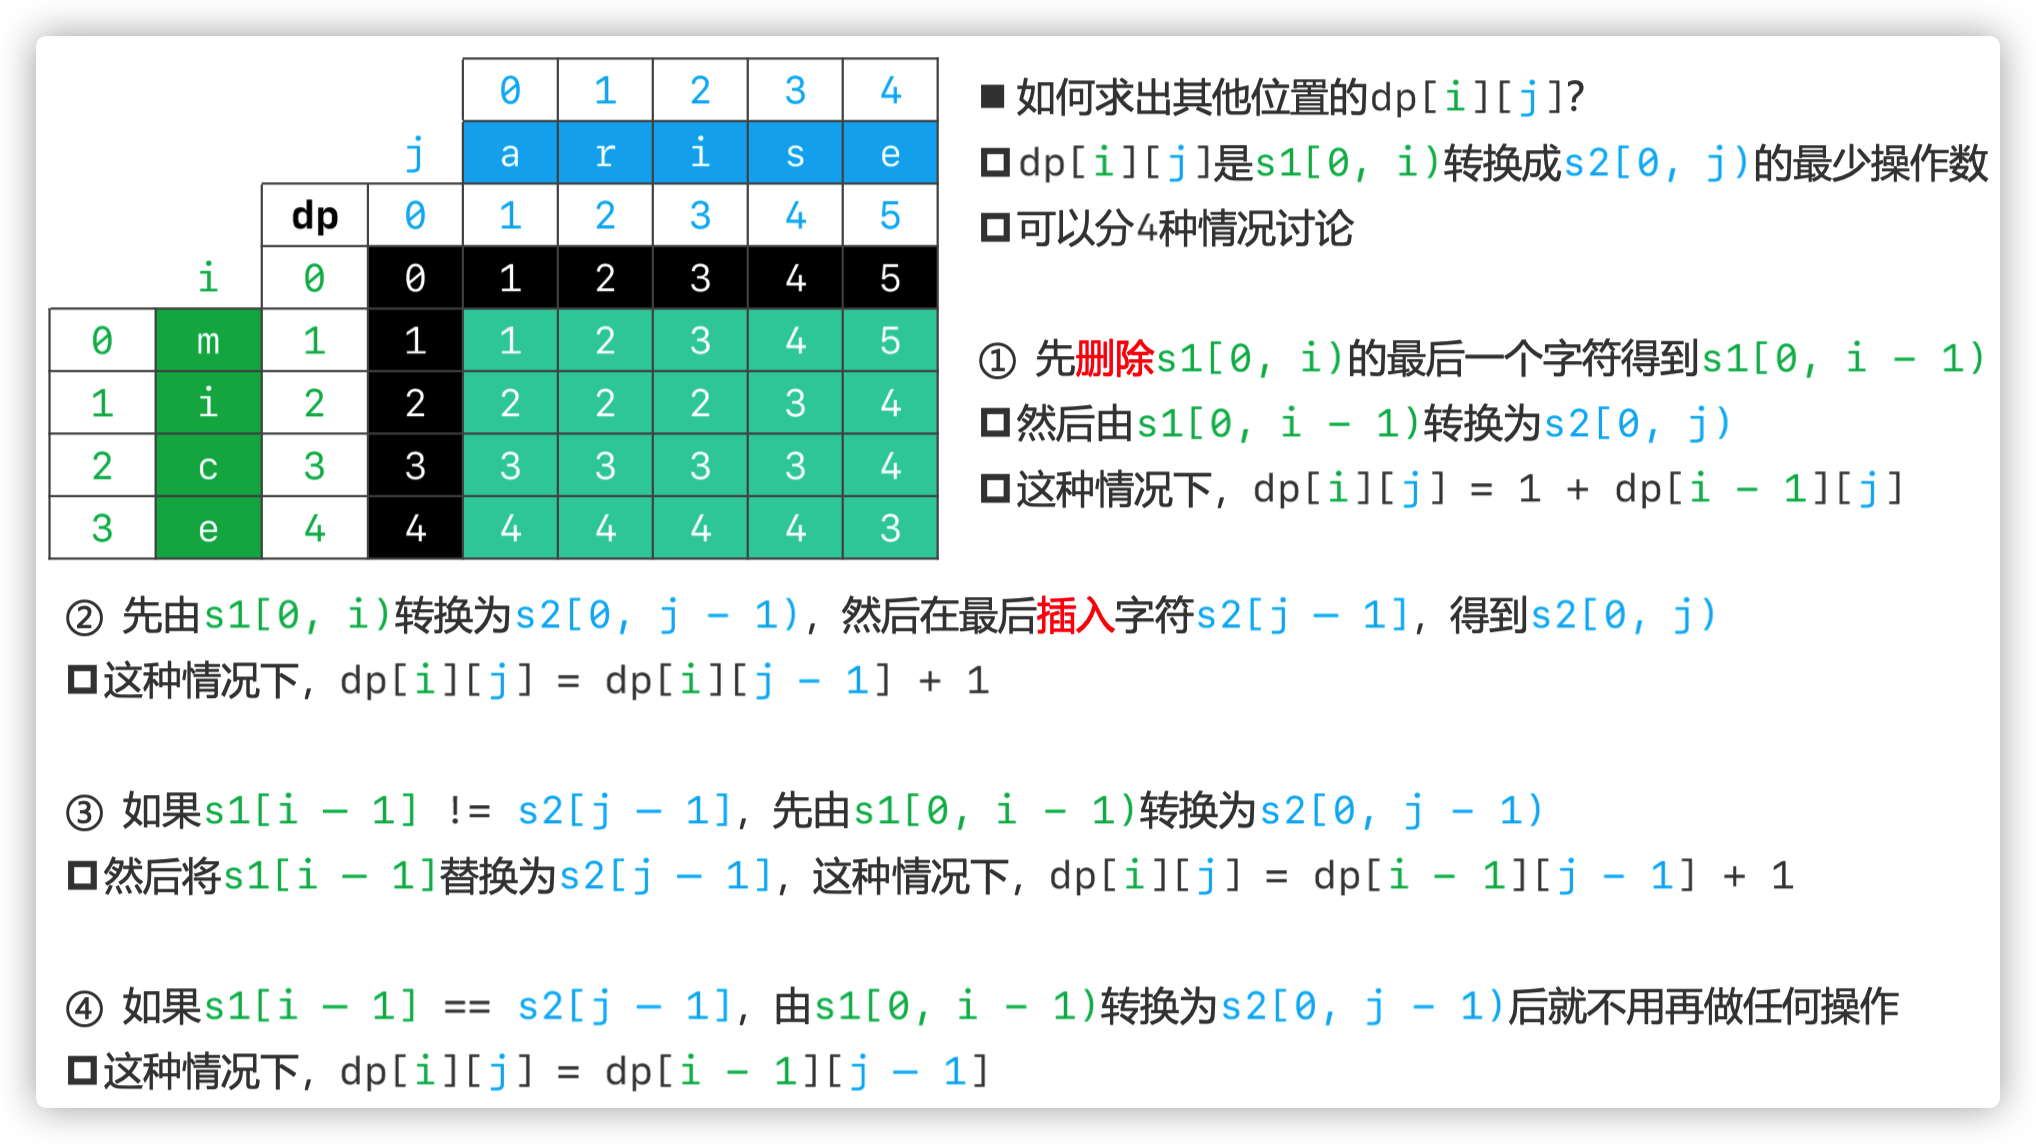 0 1 2 3 4
j a r i s e
dp 0 1 2 3 4 5
i 0 0 1 2 3 4 5
0 m 1 1 1 2 3 4 5
1 i 2 2 2 2 2 3 4
2 c 3 3 3 3 3 3 4
3 e 4 4 4 4 4 4 3
■ 如何求出其他位置的dp[i][j]?
□ dp[i][j]是s1[0, i)转换成s2[0, j)的最少操作数
□ 可以分4种情况讨论
① 先删除s1[0, i)的最后一个字符得到s1[0, i - 1)
□ 然后由s1[0, i - 1)转换为s2[0, j)
□ 这种情况下，dp[i][j] = 1 + dp[i - 1][j]
② 先由s1[0, i)转换为s2[0, j - 1)，然后在最后插入字符s2[j - 1]，得到s2[0, j)
□ 这种情况下，dp[i][j] = dp[i][j - 1] + 1
③ 如果s1[i - 1] != s2[j - 1]，先由s1[0, i - 1)转换为s2[0, j - 1)
□ 然后将s1[i - 1]替换为s2[j - 1]，这种情况下，dp[i][j] = dp[i - 1][j - 1] + 1
④ 如果s1[i - 1] == s2[j - 1]，由s1[0, i - 1)转换为s2[0, j - 1)后就不用再做任何操作
□ 这种情况下，dp[i][j] = dp[i - 1][j - 1]